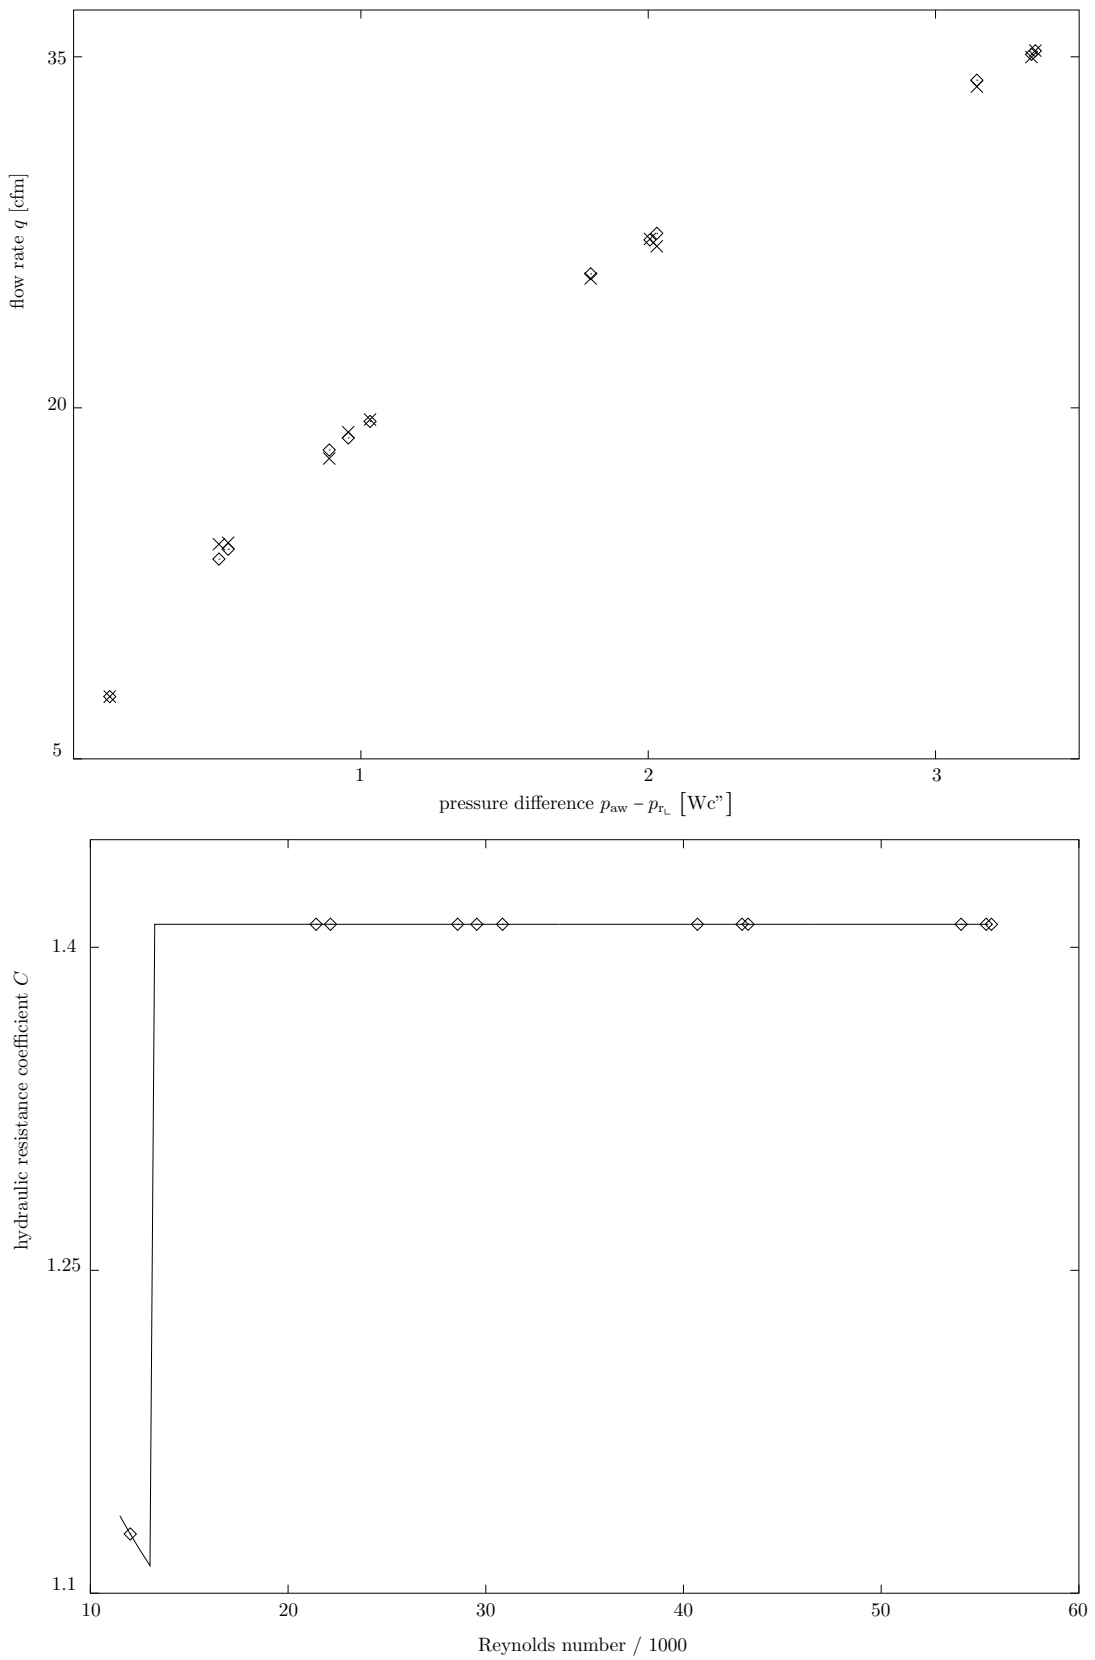 35
flow rate q [cfm]
20
5
1 2 3
pressure difference p_aw – p_r∟ [Wc”]
1.4
hydraulic resistance coefficient C
1.25
1.1
10 20 30 40 50 60
Reynolds number / 1000